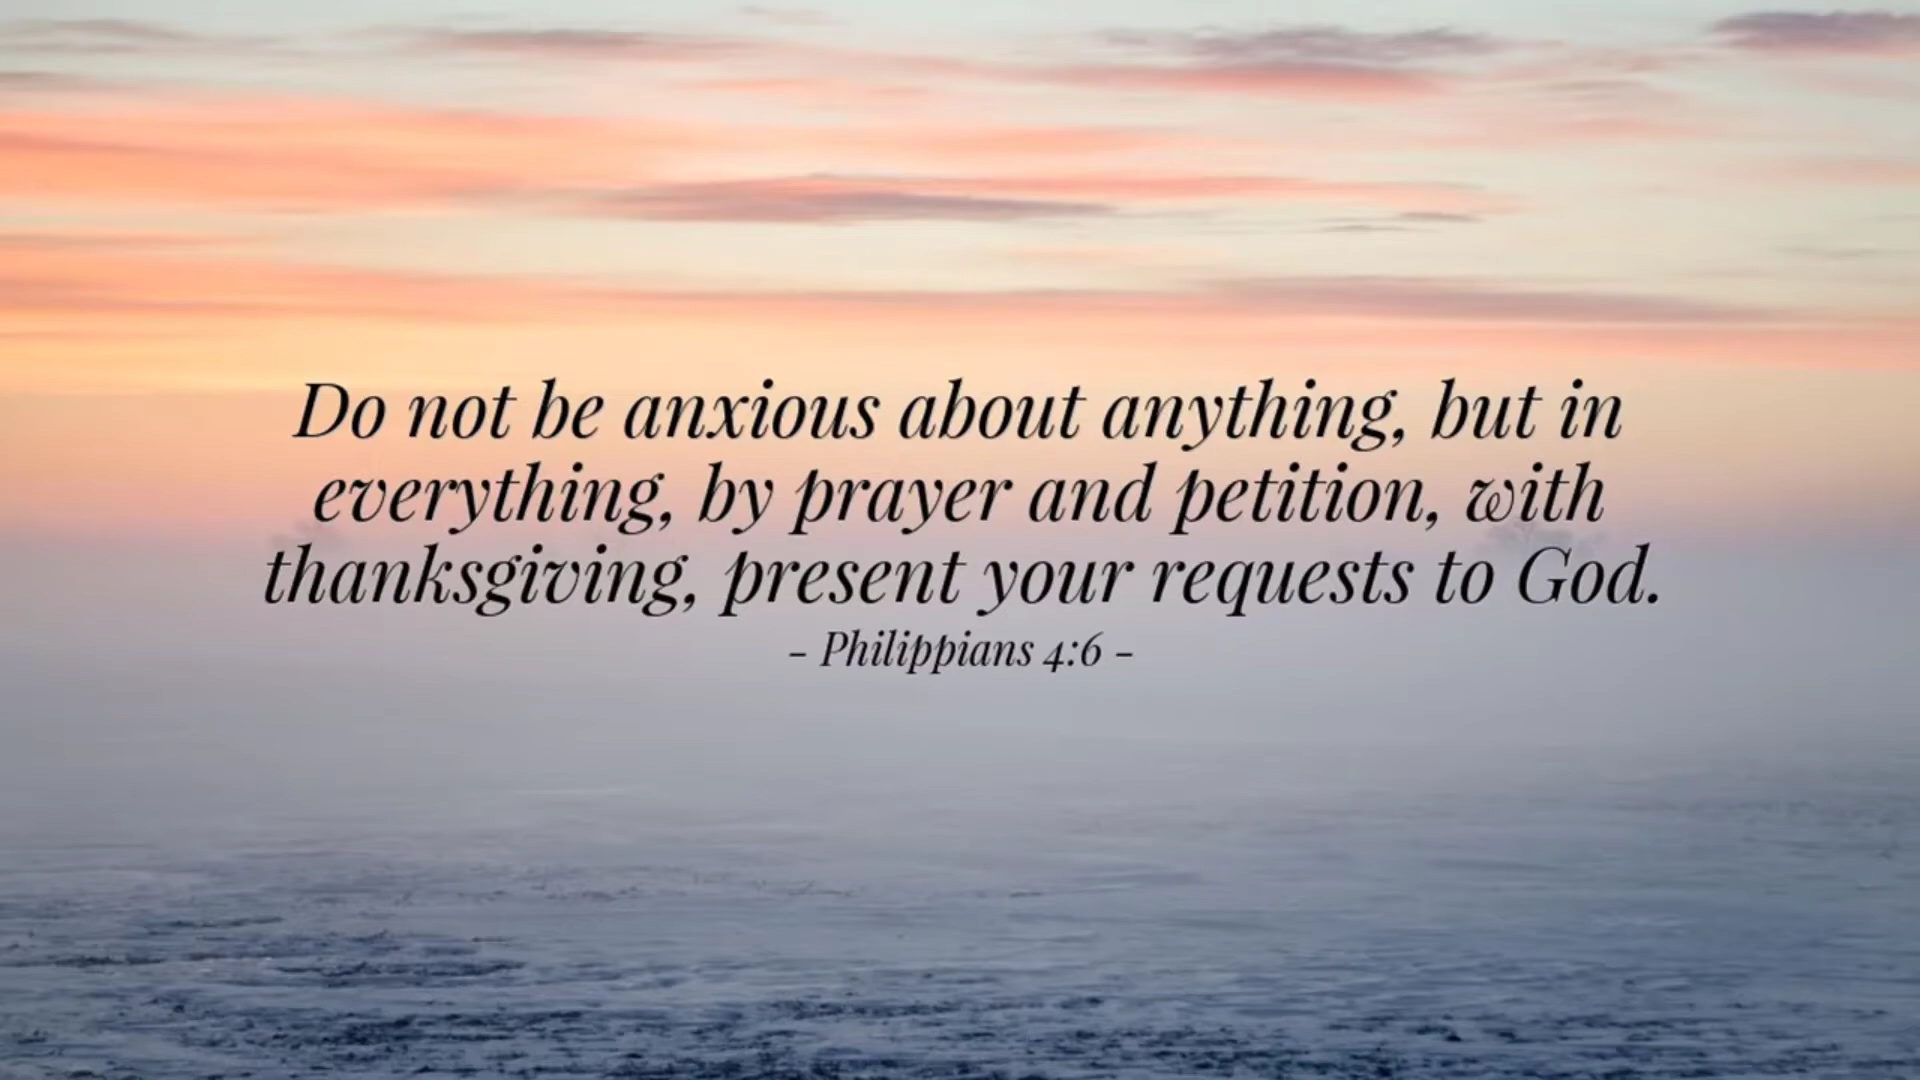 Do not be anxious about anything, but in
everything, by prayer and petition, with
thanksgiving, present your requests to God.
- Philippians 4:6 -